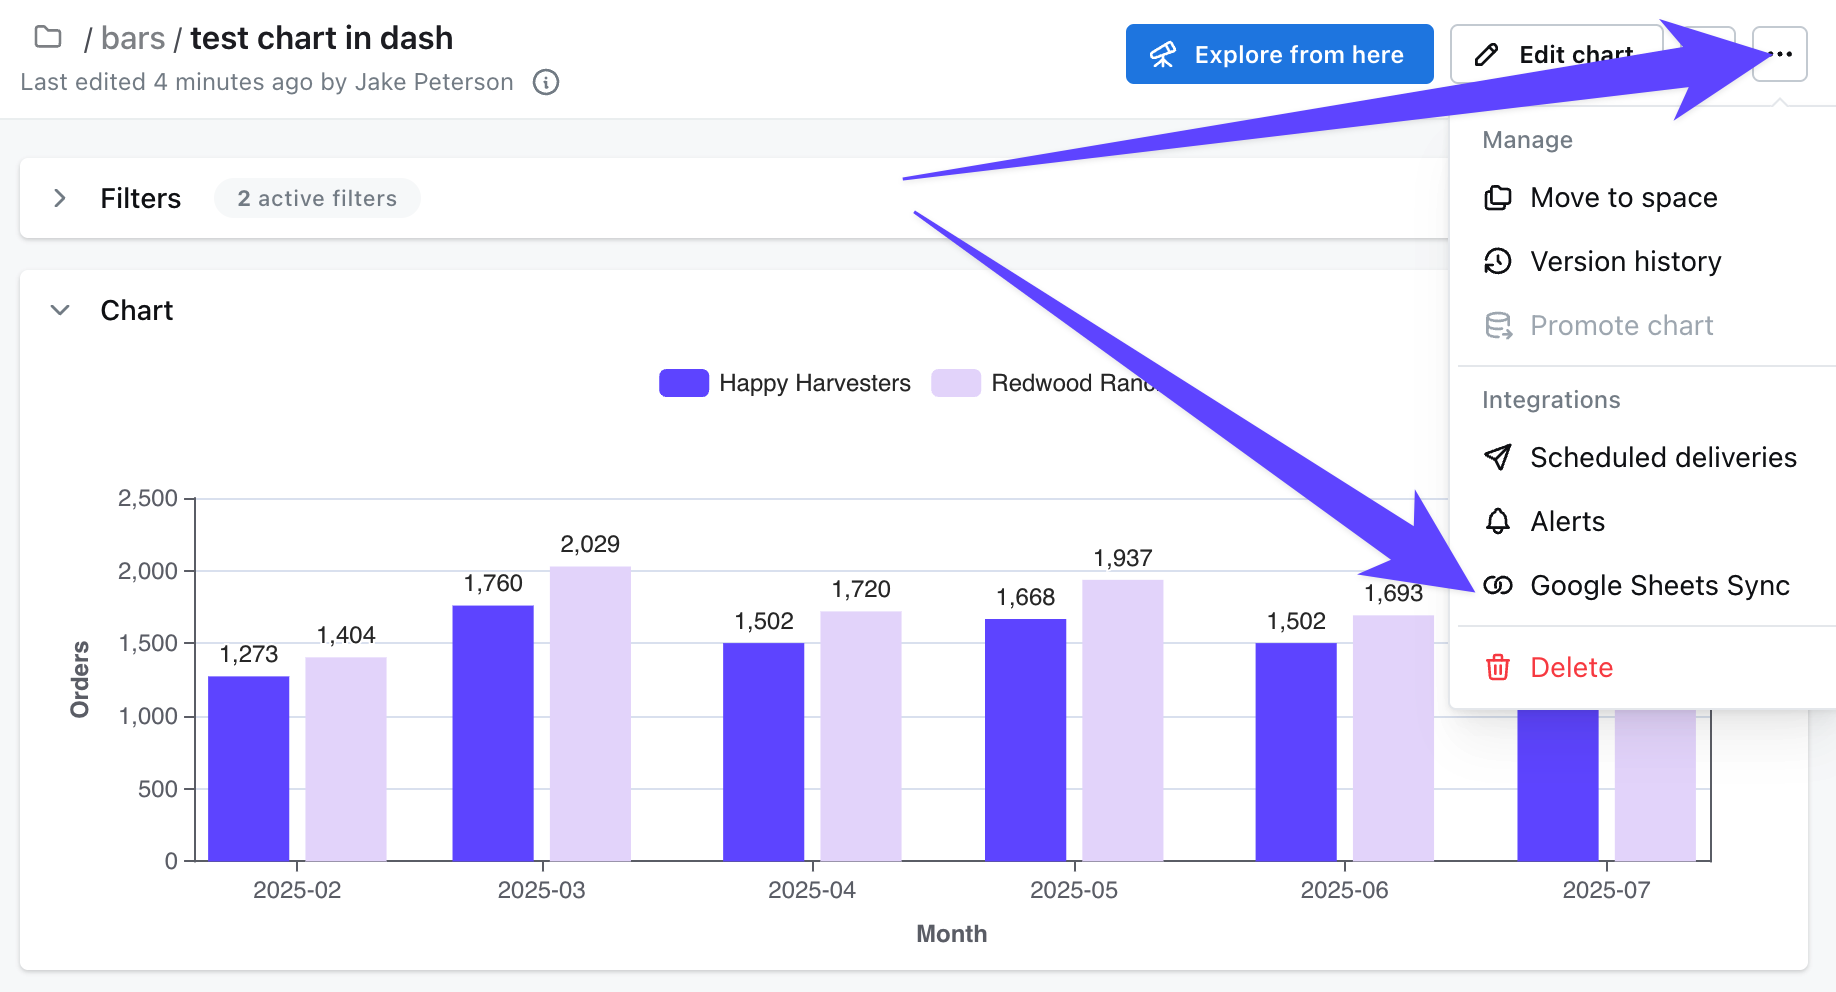 / bars / test chart in dash
Last edited 4 minutes ago by Jake Peterson
Explore from here
Edit chart
Manage
Move to space
Version history
Promote chart
Integrations
Scheduled deliveries
Alerts
Google Sheets Sync
Delete
Filters
2 active filters
Chart
Happy Harvesters
Redwood
2,500
2,000
1,500
1,000
500
0
Orders
1,273
1,404
1,760
2,029
1,502
1,720
1,668
1,937
1,502
1,693
2025-02
2025-03
2025-04
2025-05
2025-06
2025-07
Month